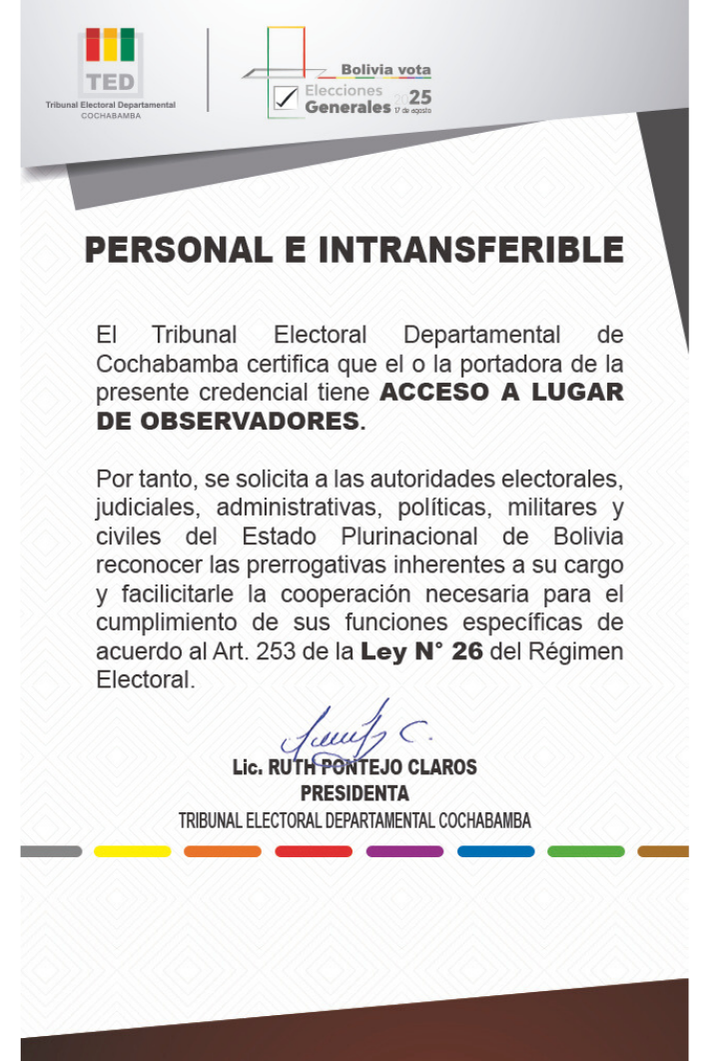 TED
Tribunal Electoral Departamental
COCHABAMBA
Bolivia vota
Elecciones
Generales 2025
17 de agosto
PERSONAL E INTRANSFERIBLE
El Tribunal Electoral Departamental de
Cochabamba certifica que el o la portadora de la
presente credencial tiene ACCESO A LUGAR
DE OBSERVADORES.
Por tanto, se solicita a las autoridades electorales,
judiciales, administrativas, políticas, militares y
civiles del Estado Plurinacional de Bolivia
reconocer las prerrogativas inherentes a su cargo
y facilicitarle la cooperación necesaria para el
cumplimiento de sus funciones específicas de
acuerdo al Art. 253 de la Ley N° 26 del Régimen
Electoral.
Lic. RUTH PONTEJO CLAROS
PRESIDENTA
TRIBUNAL ELECTORAL DEPARTAMENTAL COCHABAMBA